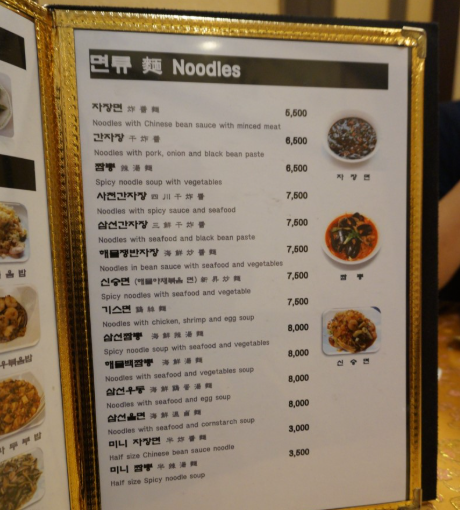 면류 麵 Noodles
자장면 炸醬麵 6,500
Noodles with Chinese bean sauce with minced meat
간자장 干炸醬 6,500
Noodles with pork, onion and black bean paste
짬뽕 辣湯麵 6,500
Spicy noodle soup with vegetables
사천간자장 四川干炸醬 7,500
Noodles with spicy sauce and seafood
삼선간자장 三鮮干炸醬 7,500
Noodles with seafood and black bean paste
해물쟁반자장 海鮮炒醬麵 7,500
Noodles in bean sauce with seafood and vegetables
신승면 (해물야채볶음 면) 新昇炒麵 7,500
Spicy noodles with seafood and vegetable
기스면 鷄絲麵 7,500
Noodles with chicken, shrimp and egg soup
삼선짬뽕 海鮮辣湯麵 8,000
Spicy noodle soup with seafood and vegetables
해물백짬뽕 海鮮湯麵 8,000
Noodles with seafood and vegetables soup
삼선우동 海鮮鷄蛋湯麵 8,000
Noodles with seafood and egg soup
삼선울면 海鮮溫鹵麵 8,000
Noodles with seafood and cornstarch soup
미니 자장면 半炸醬麵 3,000
Half size Chinese bean sauce noodle
미니 짬뽕 半辣湯麵 3,500
Half size Spicy noodle soup
자장면
짬뽕
신승면